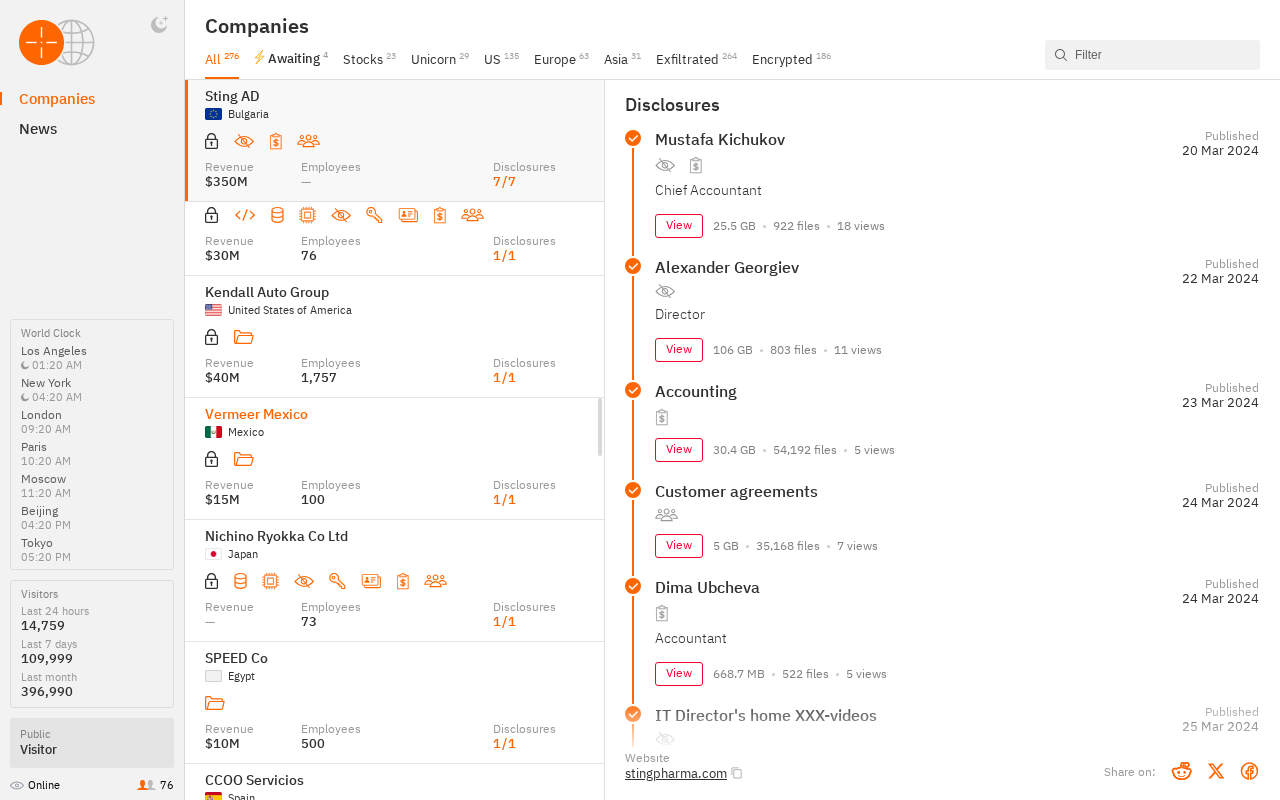 Companies
News
World Clock
Los Angeles
01:20 AM
New York
04:20 AM
London
09:20 AM
Paris
10:20 AM
Moscow
11:20 AM
Beijing
04:20 PM
Tokyo
05:20 PM
Visitors
Last 24 hours
14,759
Last 7 days
109,999
Last month
396,990
Public
Visitor
Online 76
Companies
All 276 Awaiting 4 Stocks 23 Unicorn 29 US 135 Europe 63 Asia 31 Exfiltrated 264 Encrypted 186
Filter
Sting AD
Bulgaria
Revenue Employees Disclosures
$350M — 7/7
Revenue Employees Disclosures
$30M 76 1/1
Kendall Auto Group
United States of America
Revenue Employees Disclosures
$40M 1,757 1/1
Vermeer Mexico
Mexico
Revenue Employees Disclosures
$15M 100 1/1
Nichino Ryokka Co Ltd
Japan
Revenue Employees Disclosures
— 73 1/1
SPEED Co
Egypt
Revenue Employees Disclosures
$10M 500 1/1
CCOO Servicios
Spain
Disclosures
Mustafa Kichukov Published
20 Mar 2024
Chief Accountant
View 25.5 GB • 922 files • 18 views
Alexander Georgiev Published
22 Mar 2024
Director
View 106 GB • 803 files • 11 views
Accounting Published
23 Mar 2024
View 30.4 GB • 54,192 files • 5 views
Customer agreements Published
24 Mar 2024
View 5 GB • 35,168 files • 7 views
Dima Ubcheva Published
24 Mar 2024
Accountant
View 668.7 MB • 522 files • 5 views
IT Director's home XXX-videos Published
25 Mar 2024
Website
stingpharma.com
Share on: